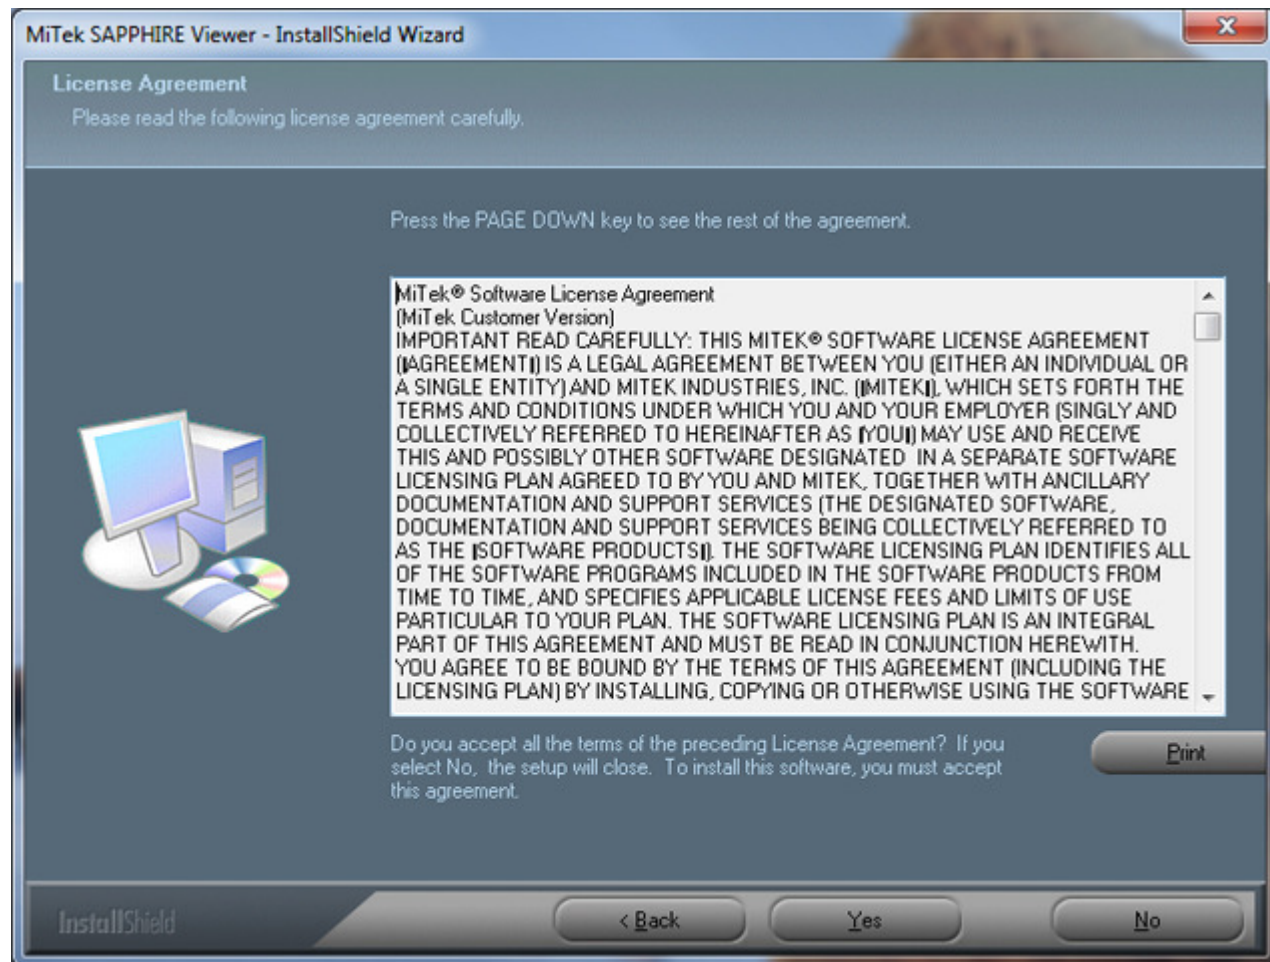 MiTek SAPPHIRE Viewer - InstallShield Wizard
License Agreement
Please read the following license agreement carefully.
Press the PAGE DOWN key to see the rest of the agreement.
MiTek® Software License Agreement
(MiTek Customer Version)
IMPORTANT READ CAREFULLY: THIS MITEK® SOFTWARE LICENSE AGREEMENT
(|AGREEMENT|) IS A LEGAL AGREEMENT BETWEEN YOU (EITHER AN INDIVIDUAL OR
A SINGLE ENTITY) AND MITEK INDUSTRIES, INC. (|MITEK|), WHICH SETS FORTH THE
TERMS AND CONDITIONS UNDER WHICH YOU AND YOUR EMPLOYER (SINGLY AND
COLLECTIVELY REFERRED TO HEREINAFTER AS |YOU|) MAY USE AND RECEIVE
THIS AND POSSIBLY OTHER SOFTWARE DESIGNATED  IN A SEPARATE SOFTWARE
LICENSING PLAN AGREED TO BY YOU AND MITEK, TOGETHER WITH ANCILLARY
DOCUMENTATION AND SUPPORT SERVICES (THE DESIGNATED SOFTWARE,
DOCUMENTATION AND SUPPORT SERVICES BEING COLLECTIVELY REFERRED TO
AS THE |SOFTWARE PRODUCTS|). THE SOFTWARE LICENSING PLAN IDENTIFIES ALL
OF THE SOFTWARE PROGRAMS INCLUDED IN THE SOFTWARE PRODUCTS FROM
TIME TO TIME, AND SPECIFIES APPLICABLE LICENSE FEES AND LIMITS OF USE
PARTICULAR TO YOUR PLAN. THE SOFTWARE LICENSING PLAN IS AN INTEGRAL
PART OF THIS AGREEMENT AND MUST BE READ IN CONJUNCTION HEREWITH.
YOU AGREE TO BE BOUND BY THE TERMS OF THIS AGREEMENT (INCLUDING THE
LICENSING PLAN) BY INSTALLING, COPYING OR OTHERWISE USING THE SOFTWARE
Do you accept all the terms of the preceding License Agreement?  If you
select No,  the setup will close.  To install this software, you must accept
this agreement.
Print
InstallShield
< Back
Yes
No